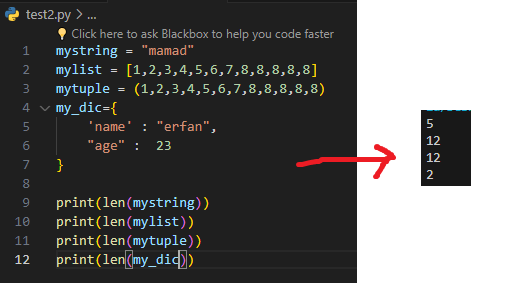 test2.py > ...
Click here to ask Blackbox to help you code faster
1 mystring = "mamad"
2 mylist = [1,2,3,4,5,6,7,8,8,8,8,8]
3 mytuple = (1,2,3,4,5,6,7,8,8,8,8,8)
4 my_dic={
5 'name' : "erfan",
6 "age" : 23
7 }
8
9 print(len(mystring))
10 print(len(mylist))
11 print(len(mytuple))
12 print(len(my_dic))
5
12
12
2